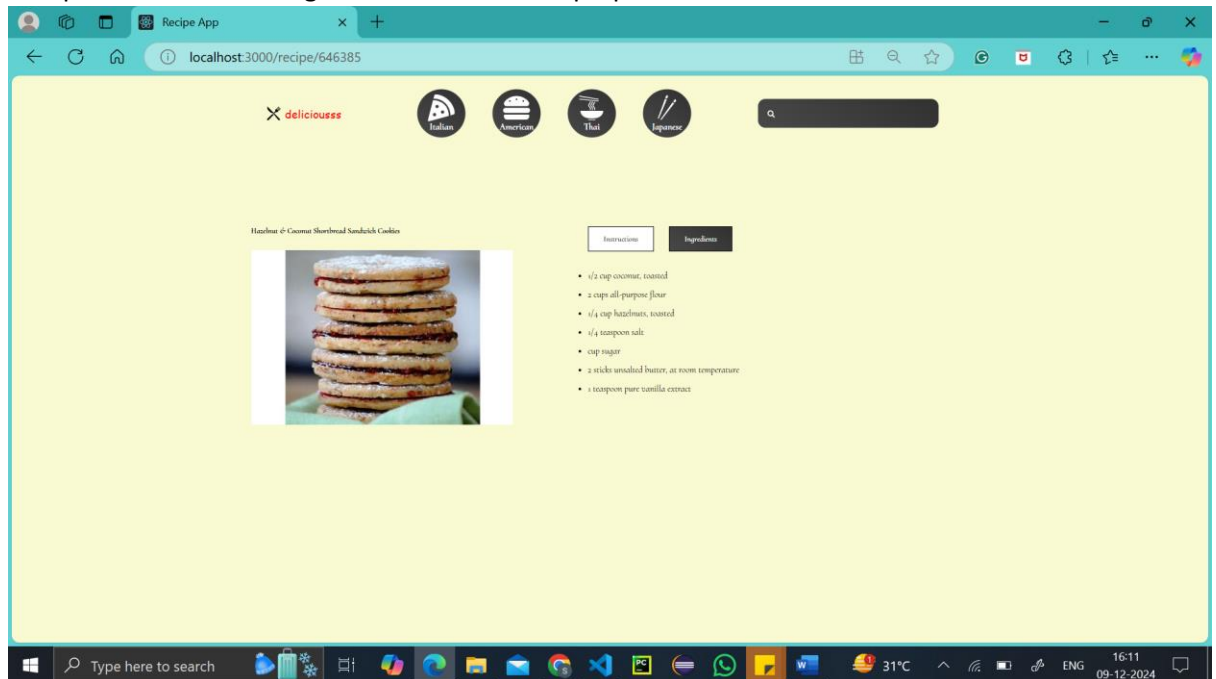 Recipe App
localhost:3000/recipe/646385
deliciousss
Italian
American
Thai
Japanese
Hazelnut & Coconut Shortbread Sandwich Cookies
Instructions
Ingredients
1/2 cup coconut, toasted
2 cups all-purpose flour
1/4 cup hazelnuts, toasted
1/4 teaspoon salt
cup sugar
2 sticks unsalted butter, at room temperature
1 teaspoon pure vanilla extract
Type here to search
31°C
ENG
16:11
09-12-2024